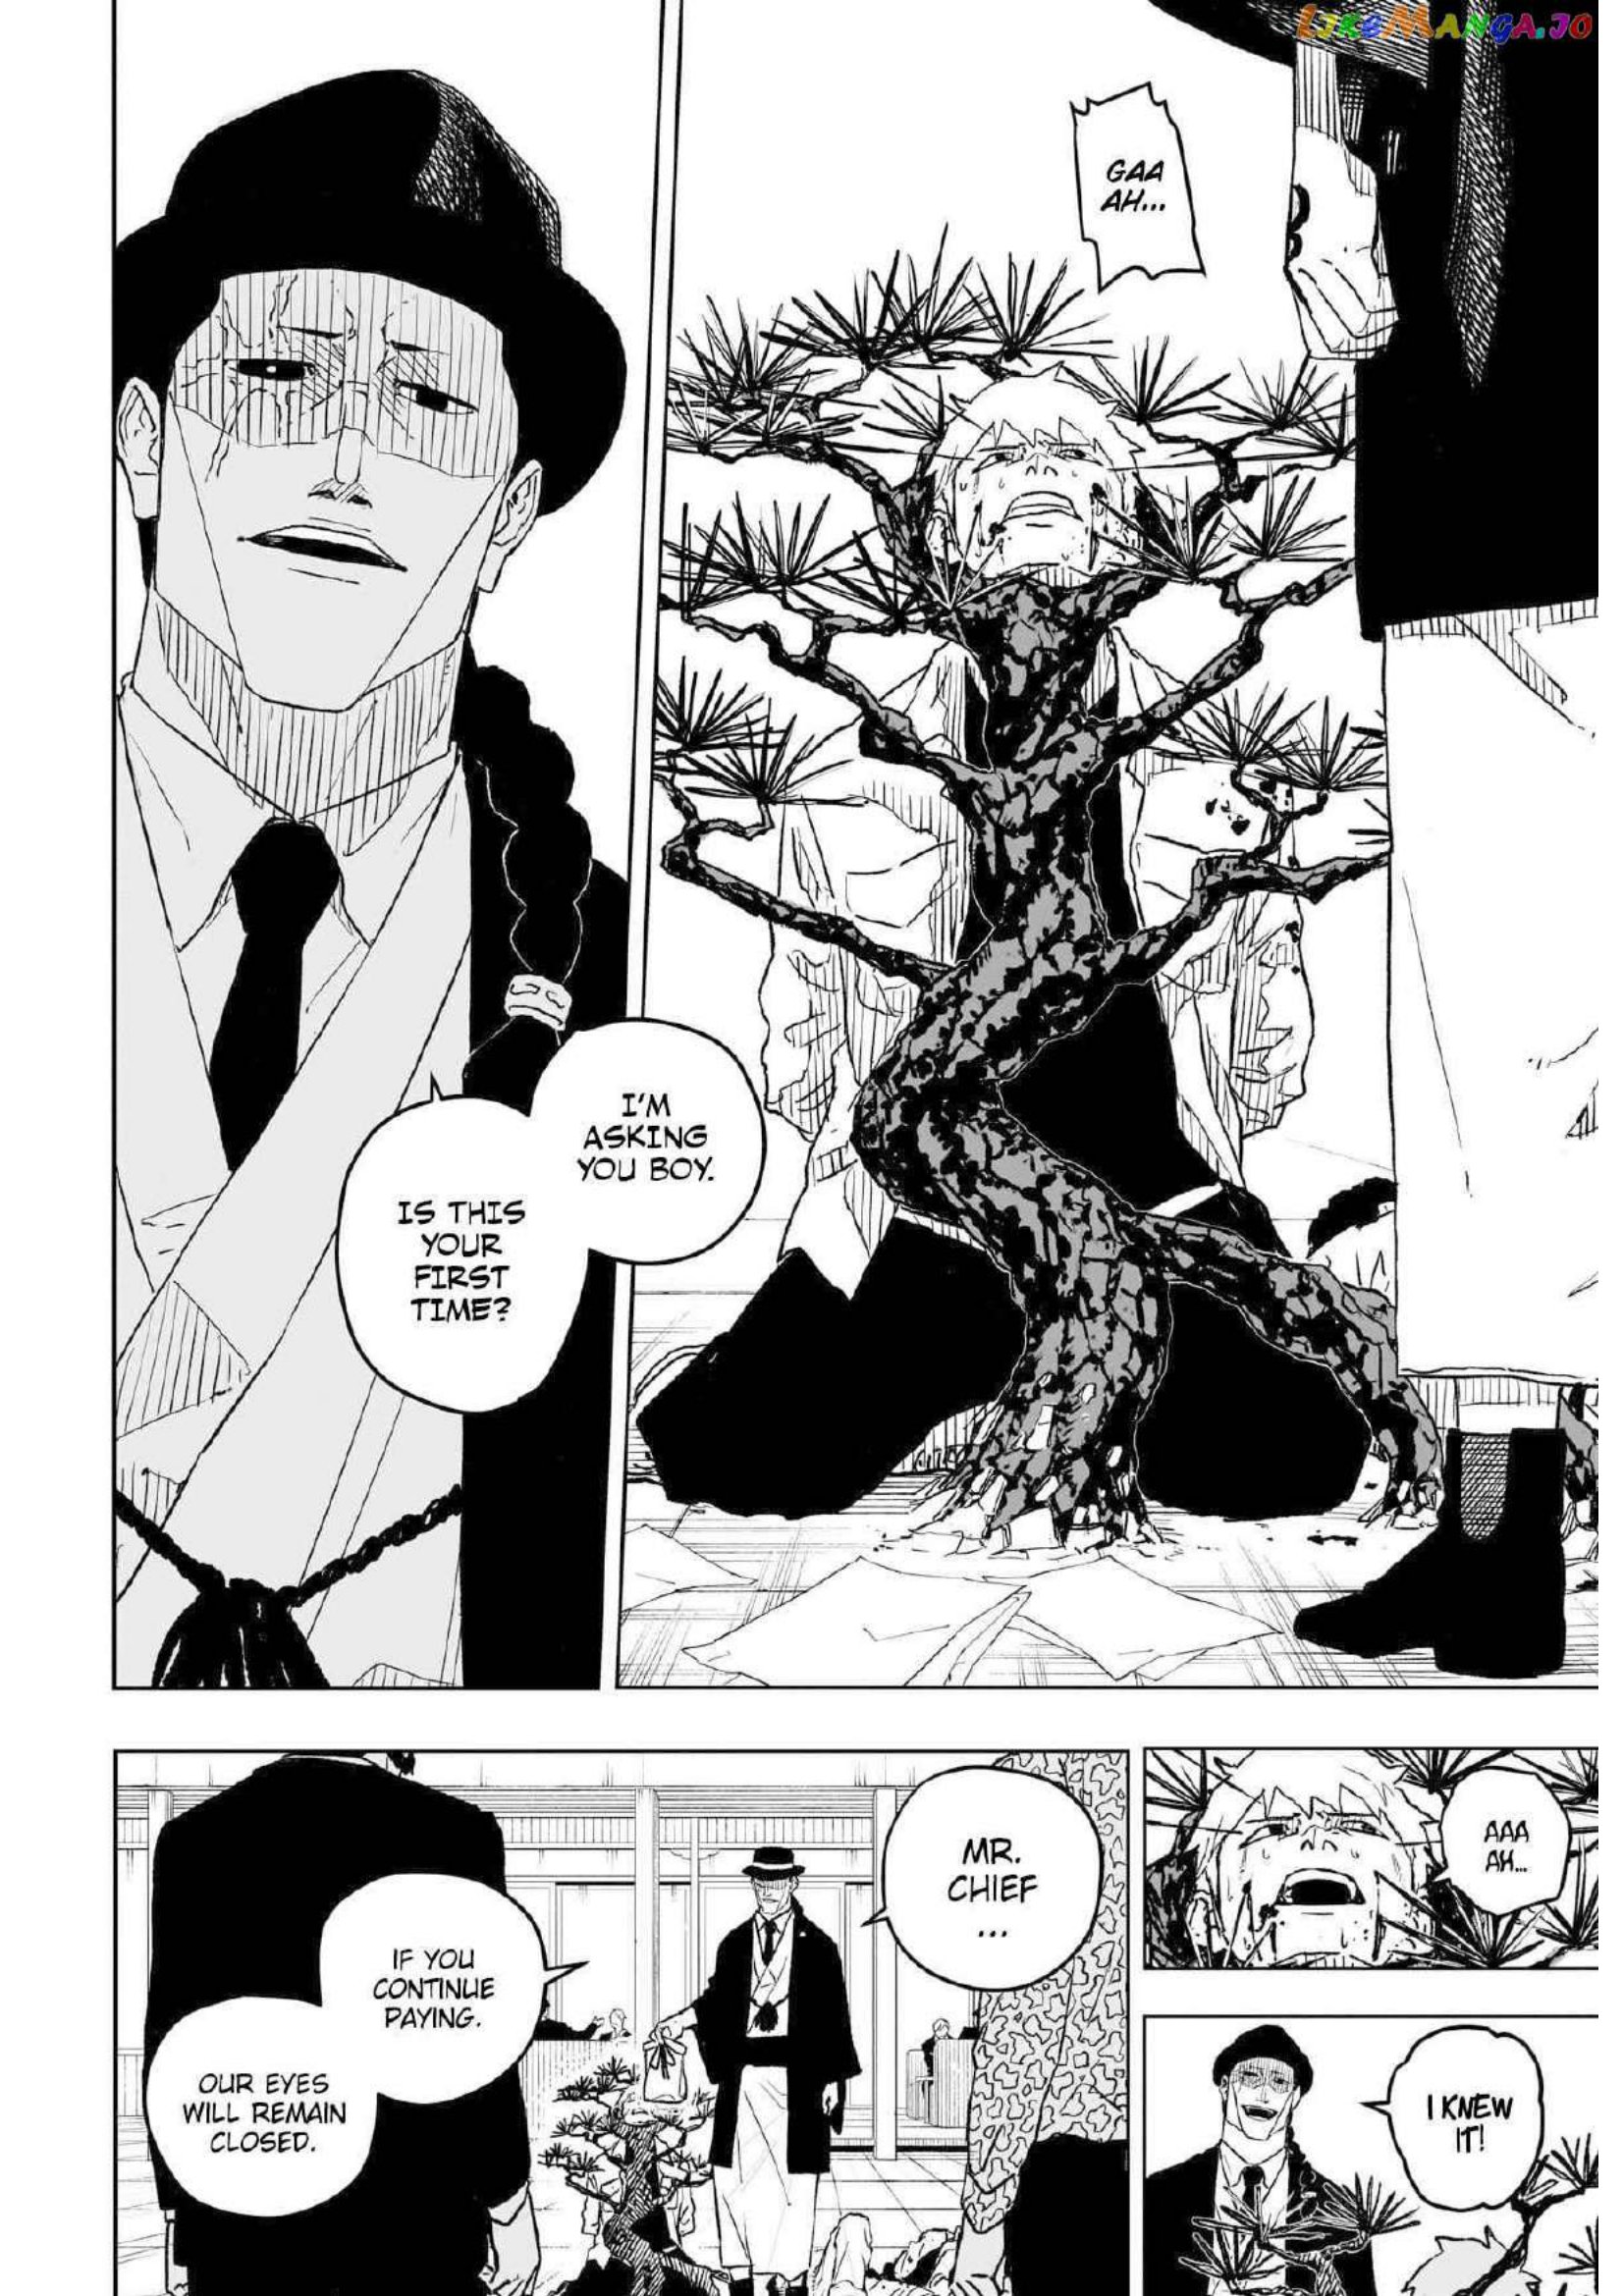 LIKEMANGA.IO
GAA
AH...
I'M
ASKING
YOU BOY.
IS THIS
YOUR
FIRST
TIME?
AAA
AH...
I KNEW
IT!
MR.
CHIEF
...
IF YOU
CONTINUE
PAYING.
OUR EYES
WILL REMAIN
CLOSED.